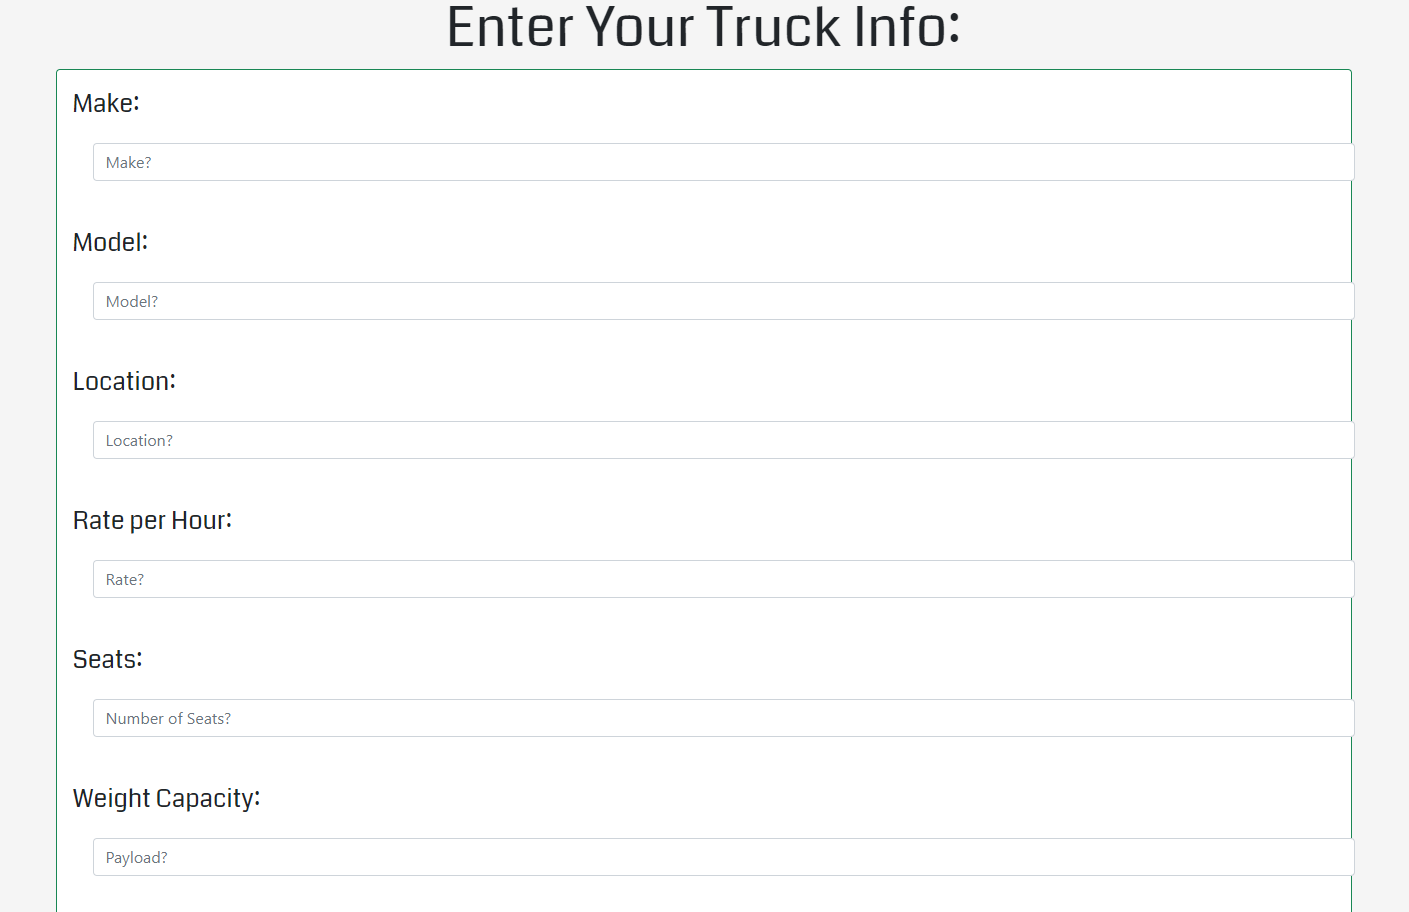 Enter Your Truck Info:
Make:
Make?
Model:
Model?
Location:
Location?
Rate per Hour:
Rate?
Seats:
Number of Seats?
Weight Capacity:
Payload?